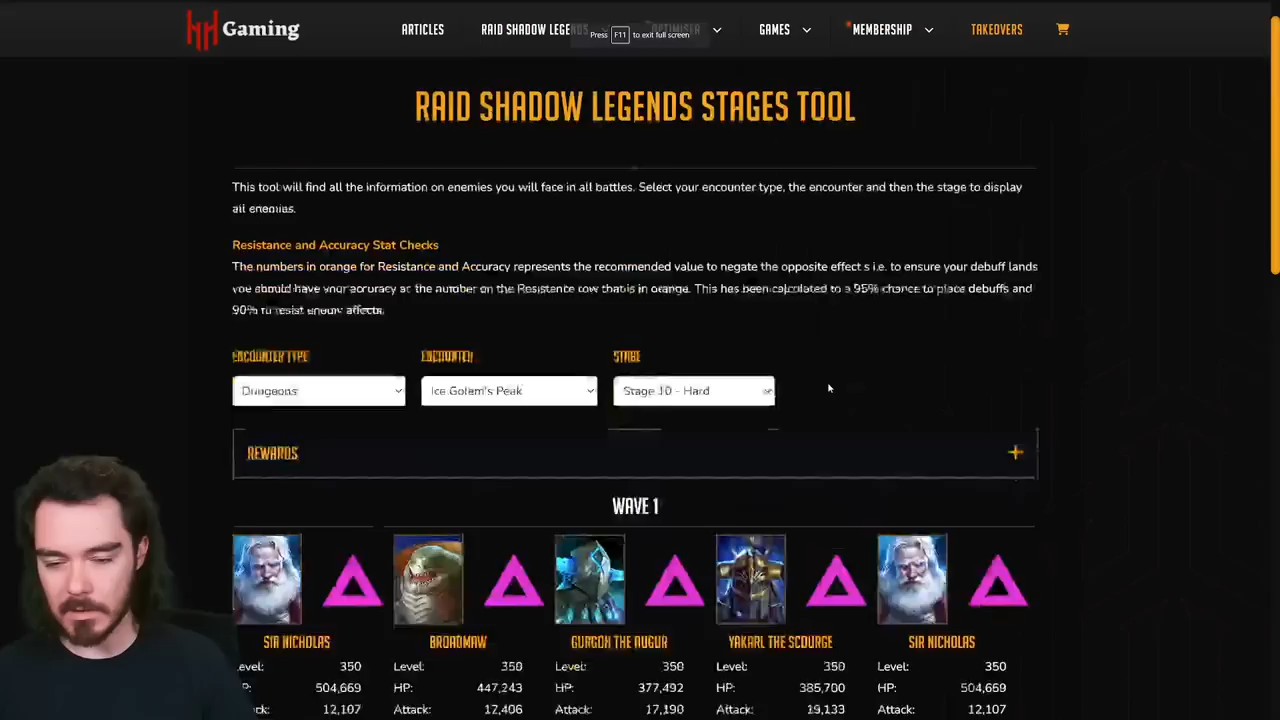 Gaming
ARTICLES
RAID SHADOW LEGENDS
OPTIMISER
GAMES
MEMBERSHIP
TAKEOVERS
Press F11 to exit full screen
RAID SHADOW LEGENDS STAGES TOOL
This tool will find all the information on enemies you will face in all battles. Select your encounter type, the encounter and then the stage to display
all enemies.
Resistance and Accuracy Stat Checks
The numbers in orange for Resistance and Accuracy represents the recommended value to negate the opposite effect s i.e. to ensure your debuff lands
you should have your accuracy at the number on the Resistance row that is in orange. This has been calculated to a 95% chance to place debuffs and
90% to resist
ENCOUNTER TYPE
ENCOUNTER
STAGE
Dungeons
Ice Golem's Peak
Stage 10 - Hard
REWARDS
+
WAVE 1
SIR NICHOLAS
BROADMAW
GURGOH THE AUGUR
YAKARL THE SCOURGE
SIR NICHOLAS
Level: 350
Level: 350
Level: 350
Level: 350
Level: 350
HP: 504,669
HP: 447,243
HP: 377,492
HP: 385,700
HP: 504,669
Attack: 12,107
Attack: 12,406
Attack: 17,190
Attack: 19,133
Attack: 12,107